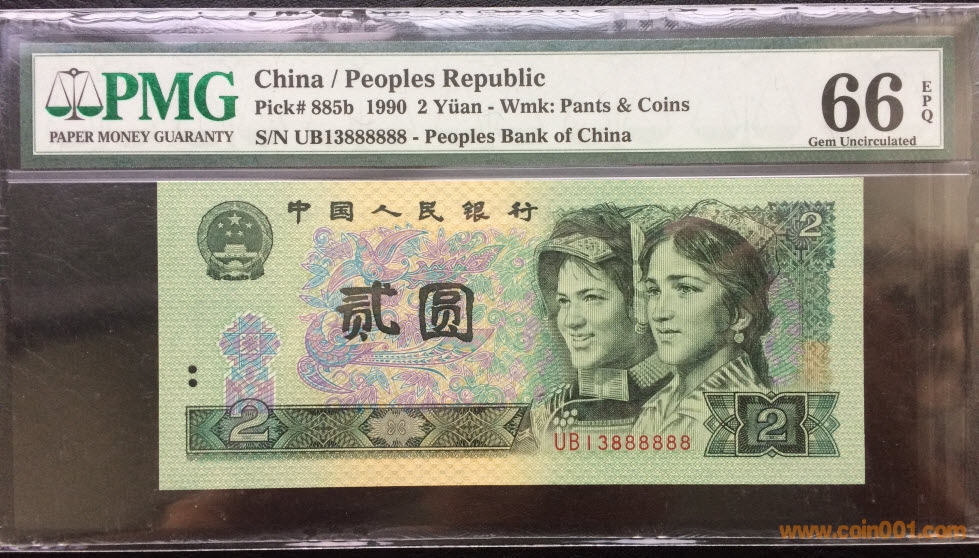 PMG
PAPER MONEY GUARANTY
China / Peoples Republic
Pick# 885b 1990 2 Yüan - Wmk: Pants & Coins
S/N UB13888888 - Peoples Bank of China
66
EPQ
Gem Uncirculated
中国人民银行
2
贰圆
2
UB13888888
2
www.coin001.com